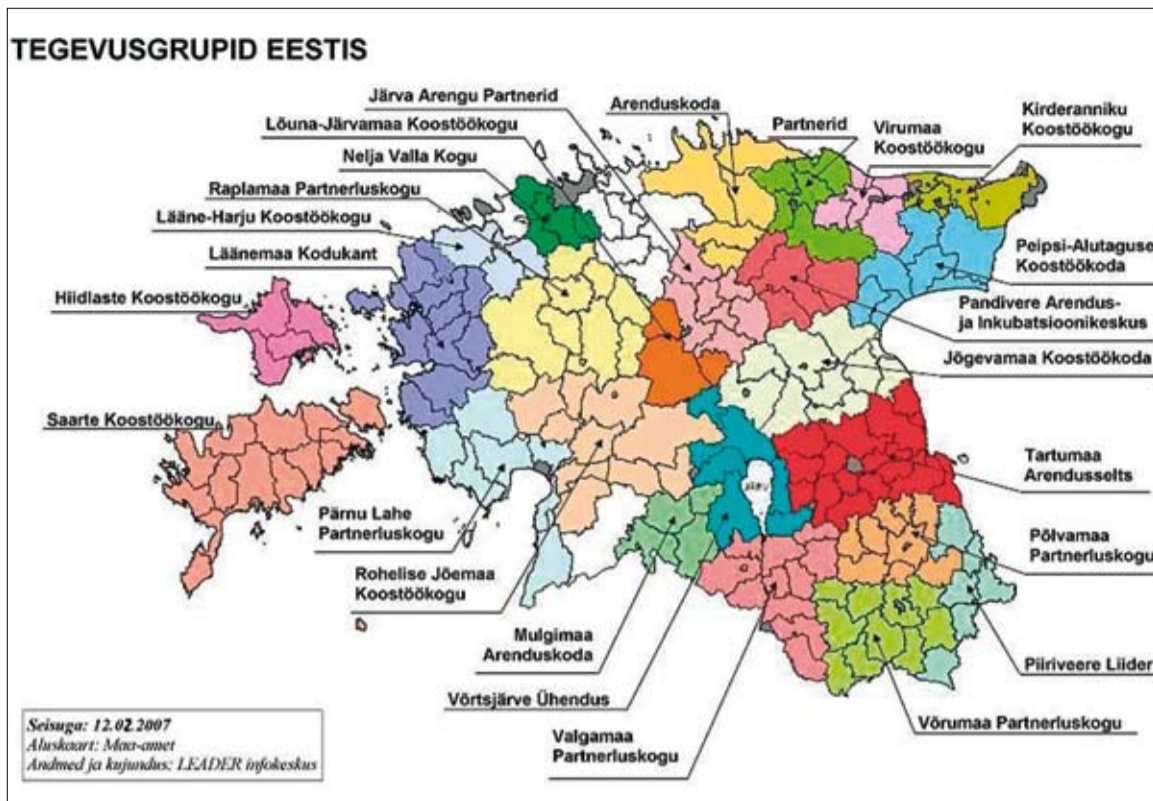 TEGEVUSGRUPID EESTIS
Järva Arengu Partnerid
Lõuna-Järvamaa Koostöökogu
Nelja Valla Kogu
Raplamaa Partnerluskogu
Lääne-Harju Koostöökogu
Läänemaa Kodukant
Hiidlaste Koostöökogu
Saarte Koostöökogu
Arenduskoda
Partnerid
Virumaa
Koostöökogu
Kirderanniku
Koostöökogu
Peipsi-Alutaguse
Koostöökoda
Pandivere Arendus-
ja Inkubatsioonikeskus
Jõgevamaa Koostöökoda
Tartumaa
Arendusselts
Põlvamaa
Partnerluskogu
Piiriveere Liider
Võrumaa Partnerluskogu
Pärnu Lahe
Partnerluskogu
Rohelise Jõemaa
Koostöökogu
Mulgimaa
Arenduskoda
Võrtsjärve Ühendus
Valgamaa
Partnerluskogu
Seisuga: 12.02.2007
Aluskaart: Maa-amet
Andmed ja kujundus: LEADER infokeskus